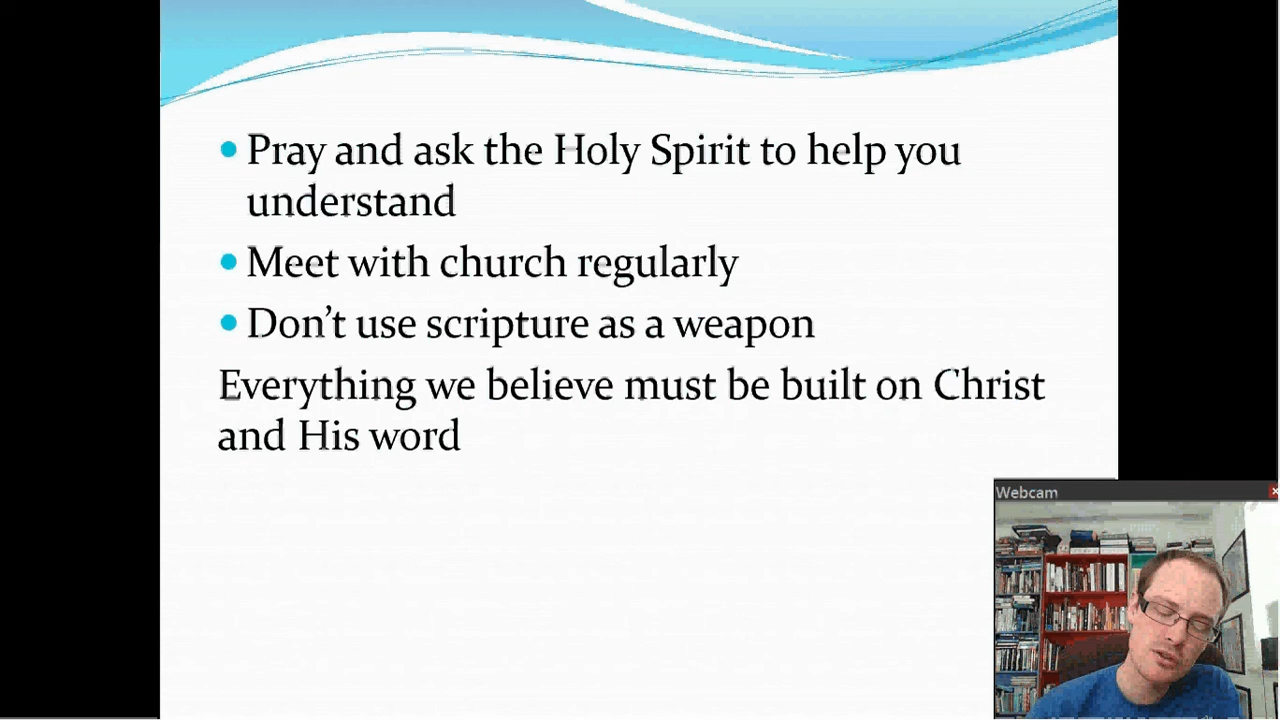 Pray and ask the Holy Spirit to help you
understand
Meet with church regularly
Don’t use scripture as a weapon
Everything we believe must be built on Christ
and His word
Webcam